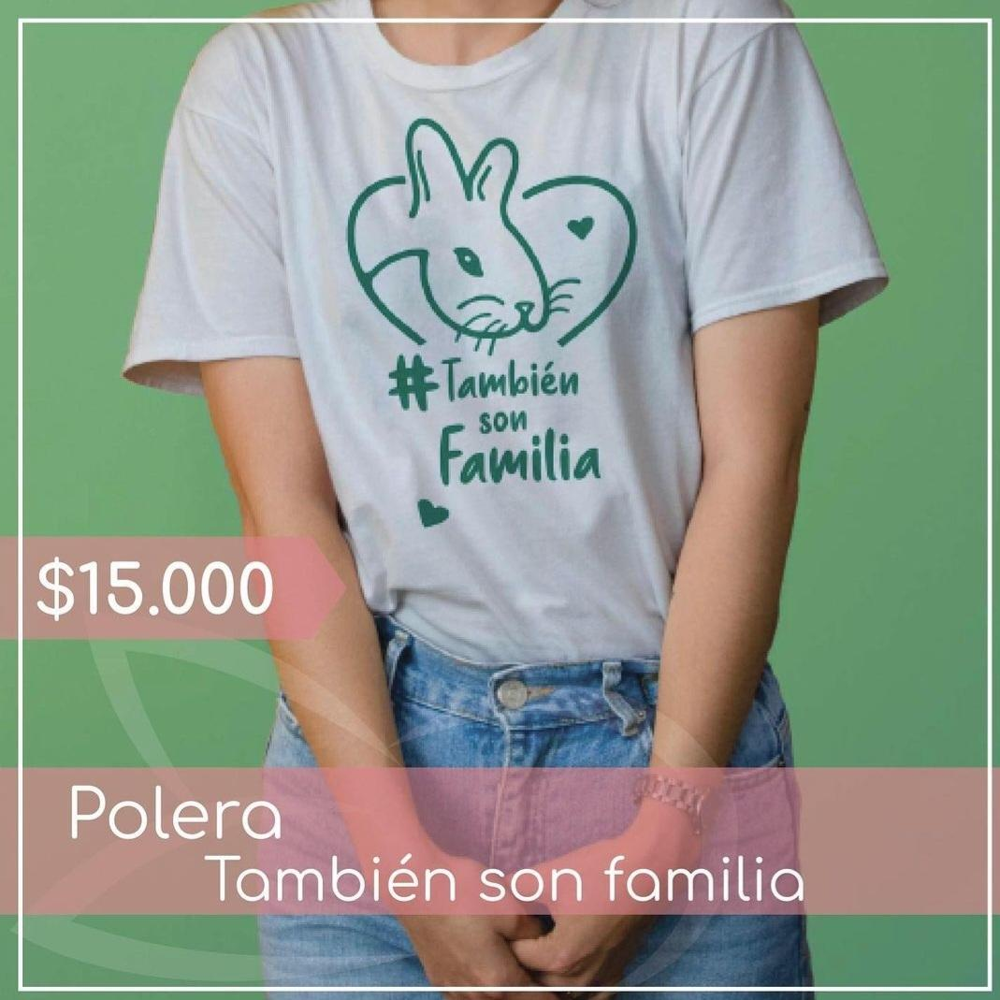 #También
son
Familia
$15.000
Polera
También son familia